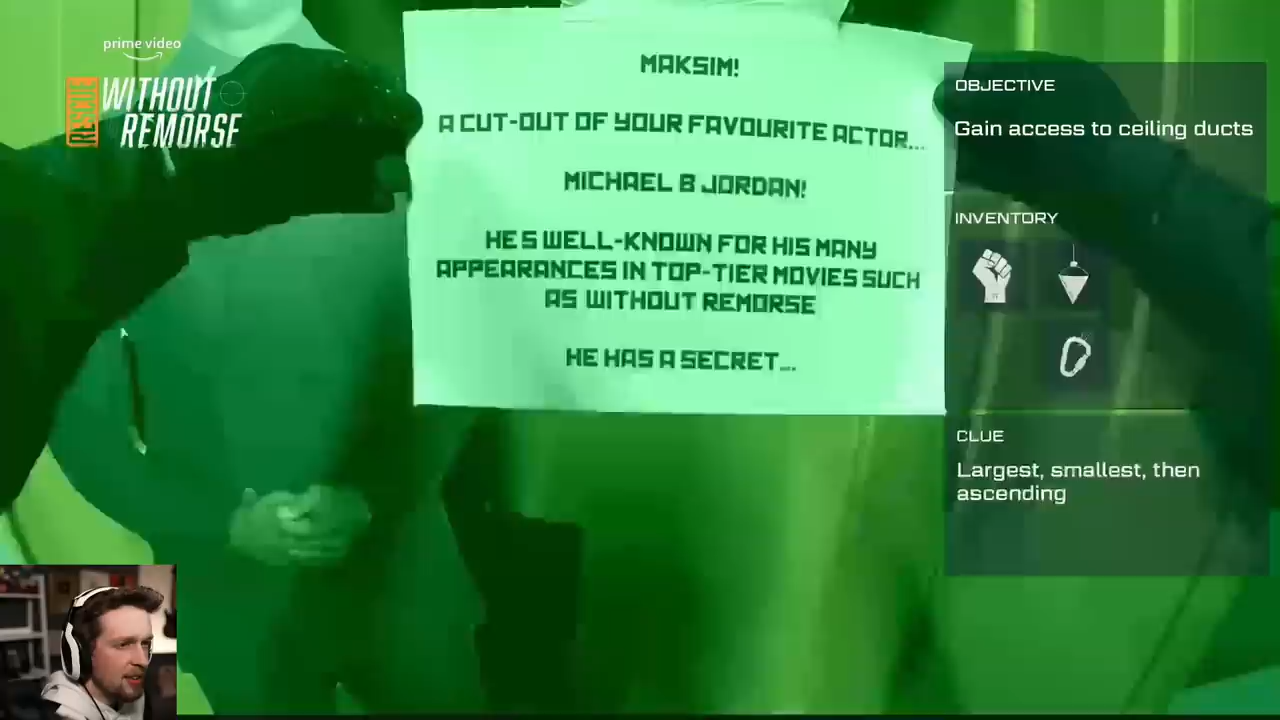 prime video
RESCUE
WITHOUT
REMORSE
MAKSIM!
A CUT-OUT OF YOUR FAVOURITE ACTOR...
MICHAEL B JORDAN!
HE S WELL-KNOWN FOR HIS MANY
APPEARANCES IN TOP-TIER MOVIES SUCH
AS WITHOUT REMORSE
HE HAS A SECRET...
OBJECTIVE
Gain access to ceiling ducts
INVENTORY
CLUE
Largest, smallest, then
ascending